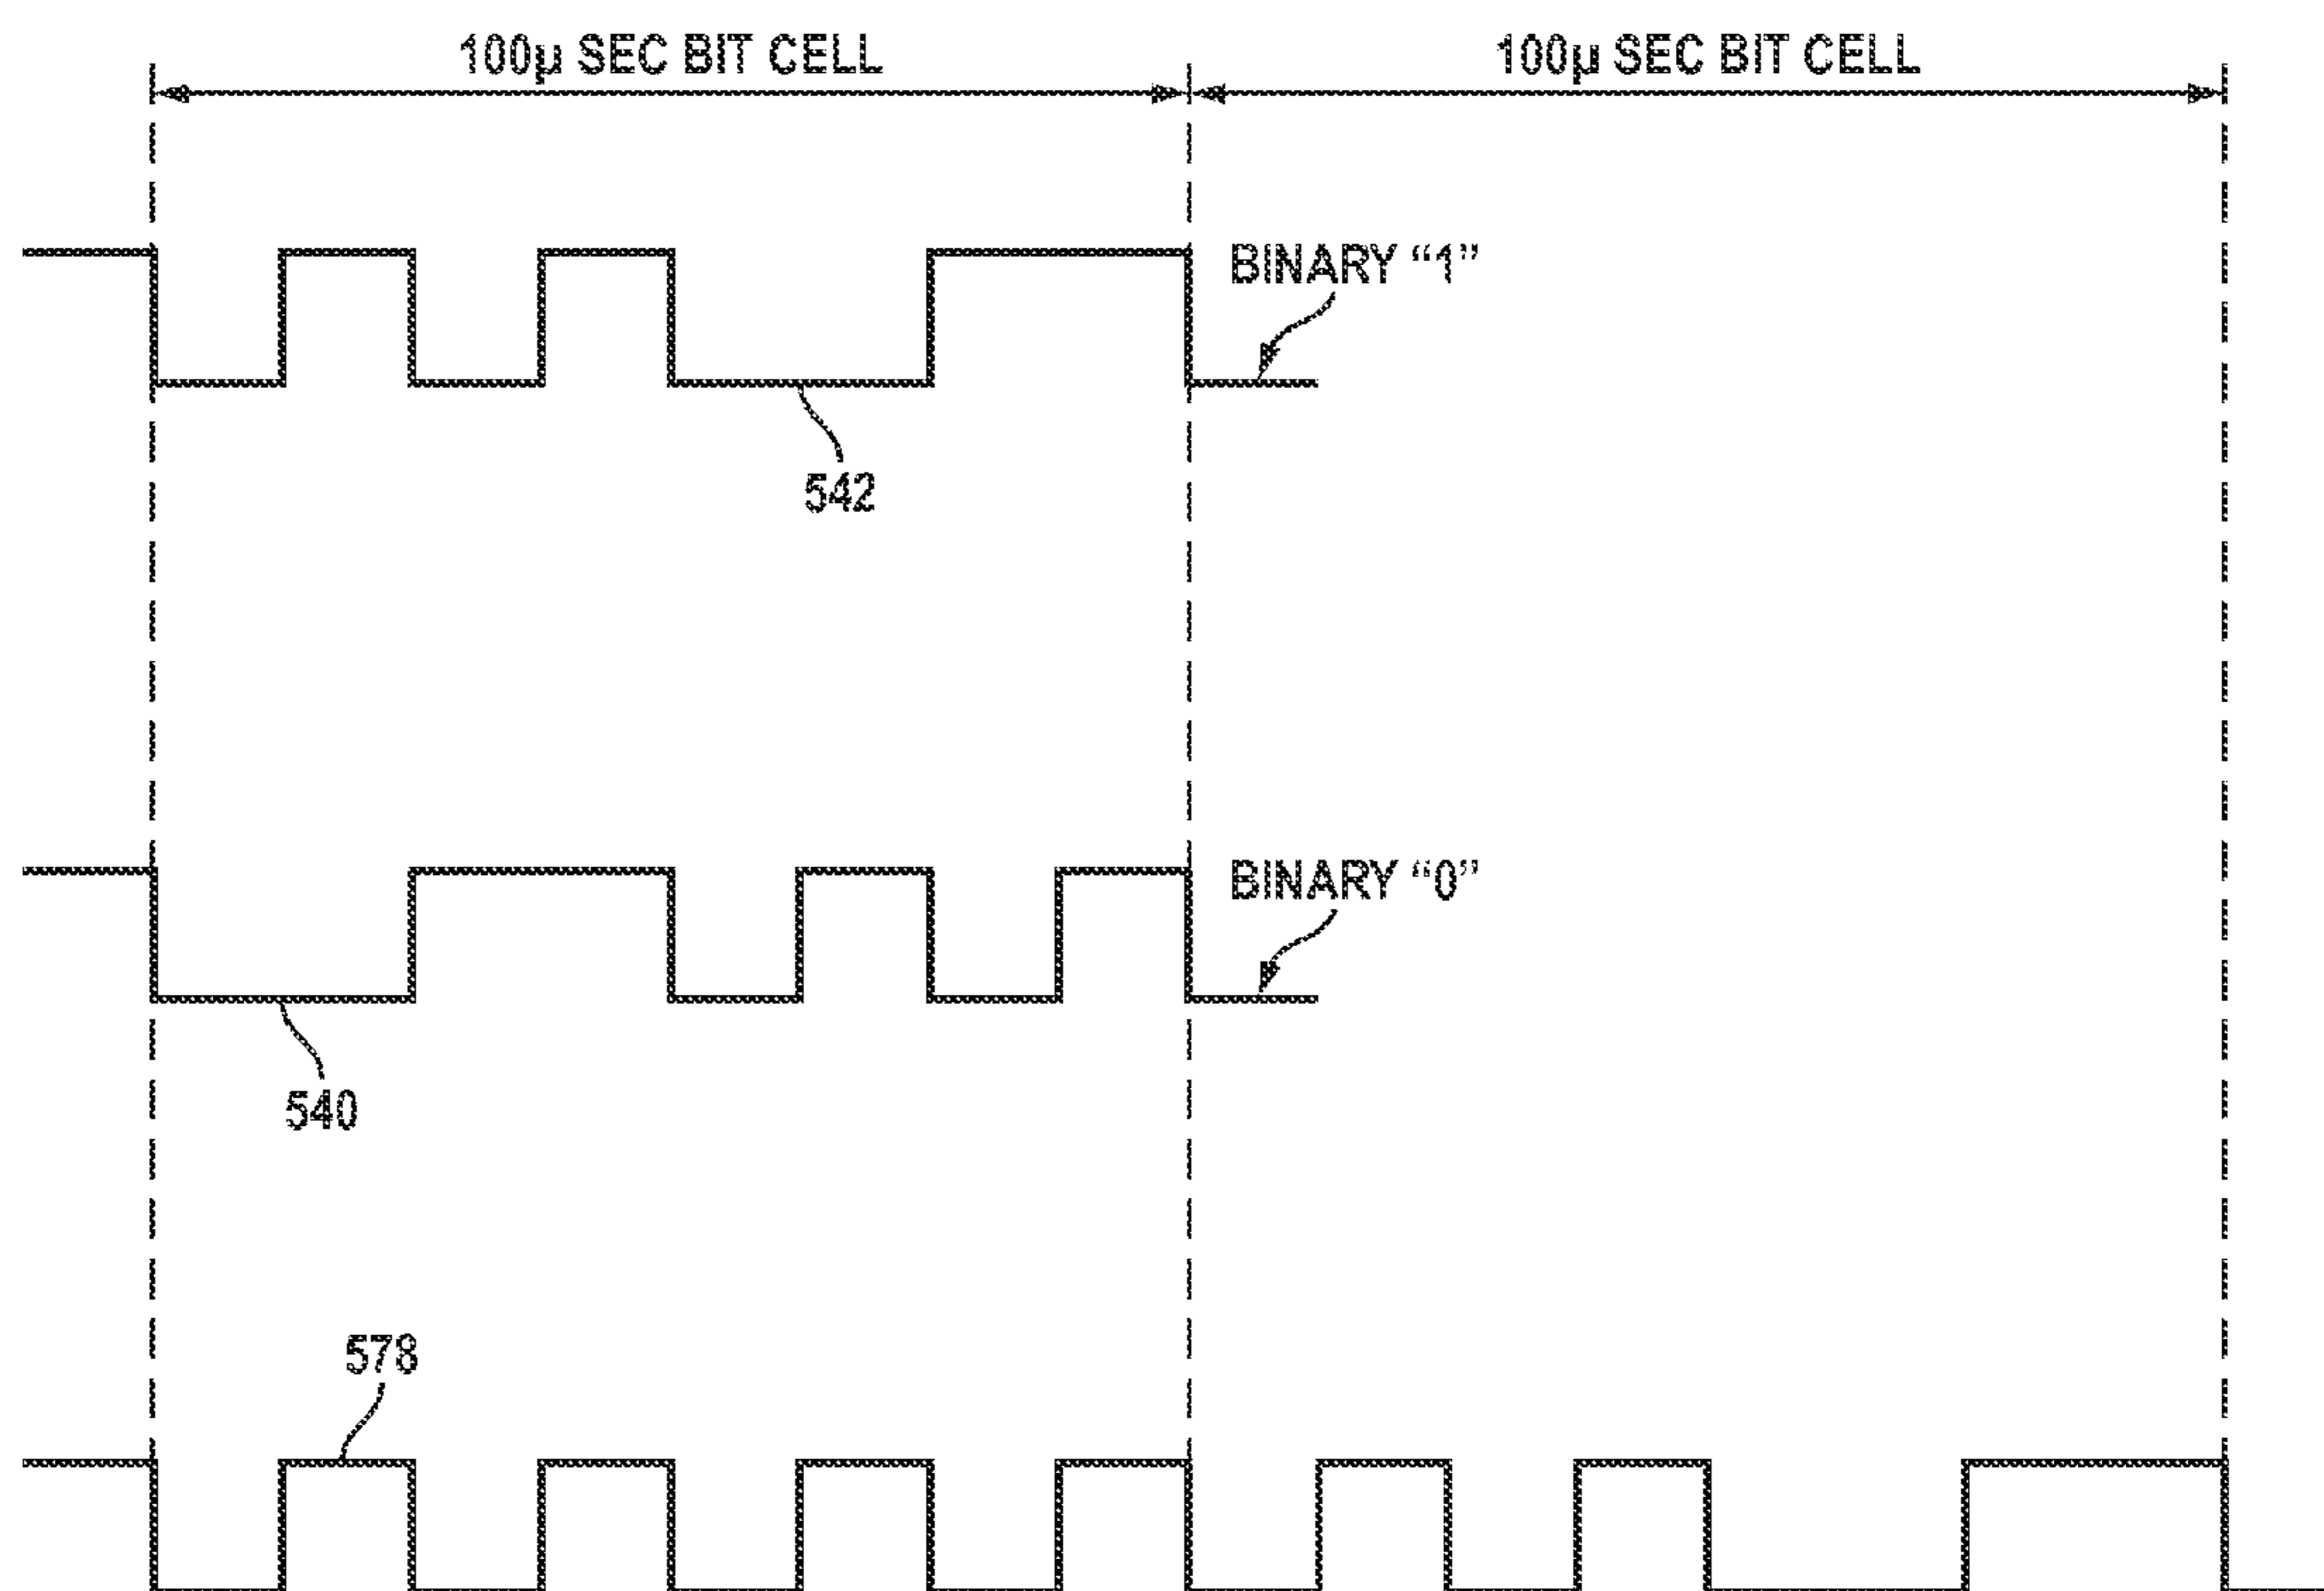 100µ SEC BIT CELL
100µ SEC BIT CELL
BINARY “1”
542
BINARY “0”
540
578